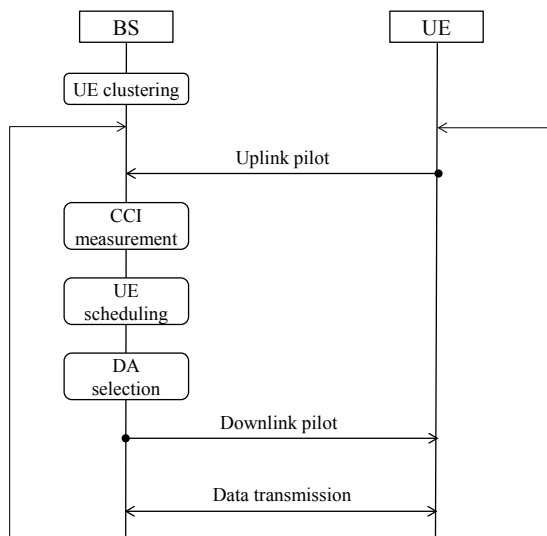 BS
UE
UE clustering
Uplink pilot
CCI
measurement
UE
scheduling
DA
selection
Downlink pilot
Data transmission